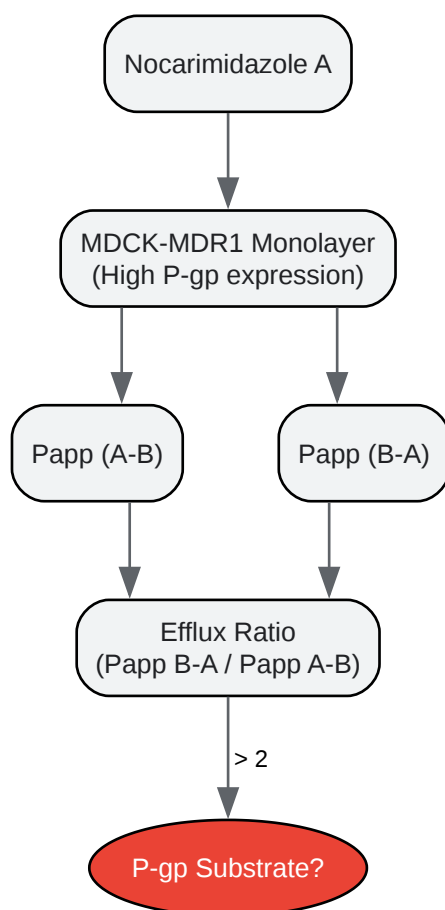 Nocarimidazole A
MDCK-MDR1 Monolayer
(High P-gp expression)
Papp (A-B)
Papp (B-A)
Efflux Ratio
(Papp B-A / Papp A-B)
> 2
P-gp Substrate?